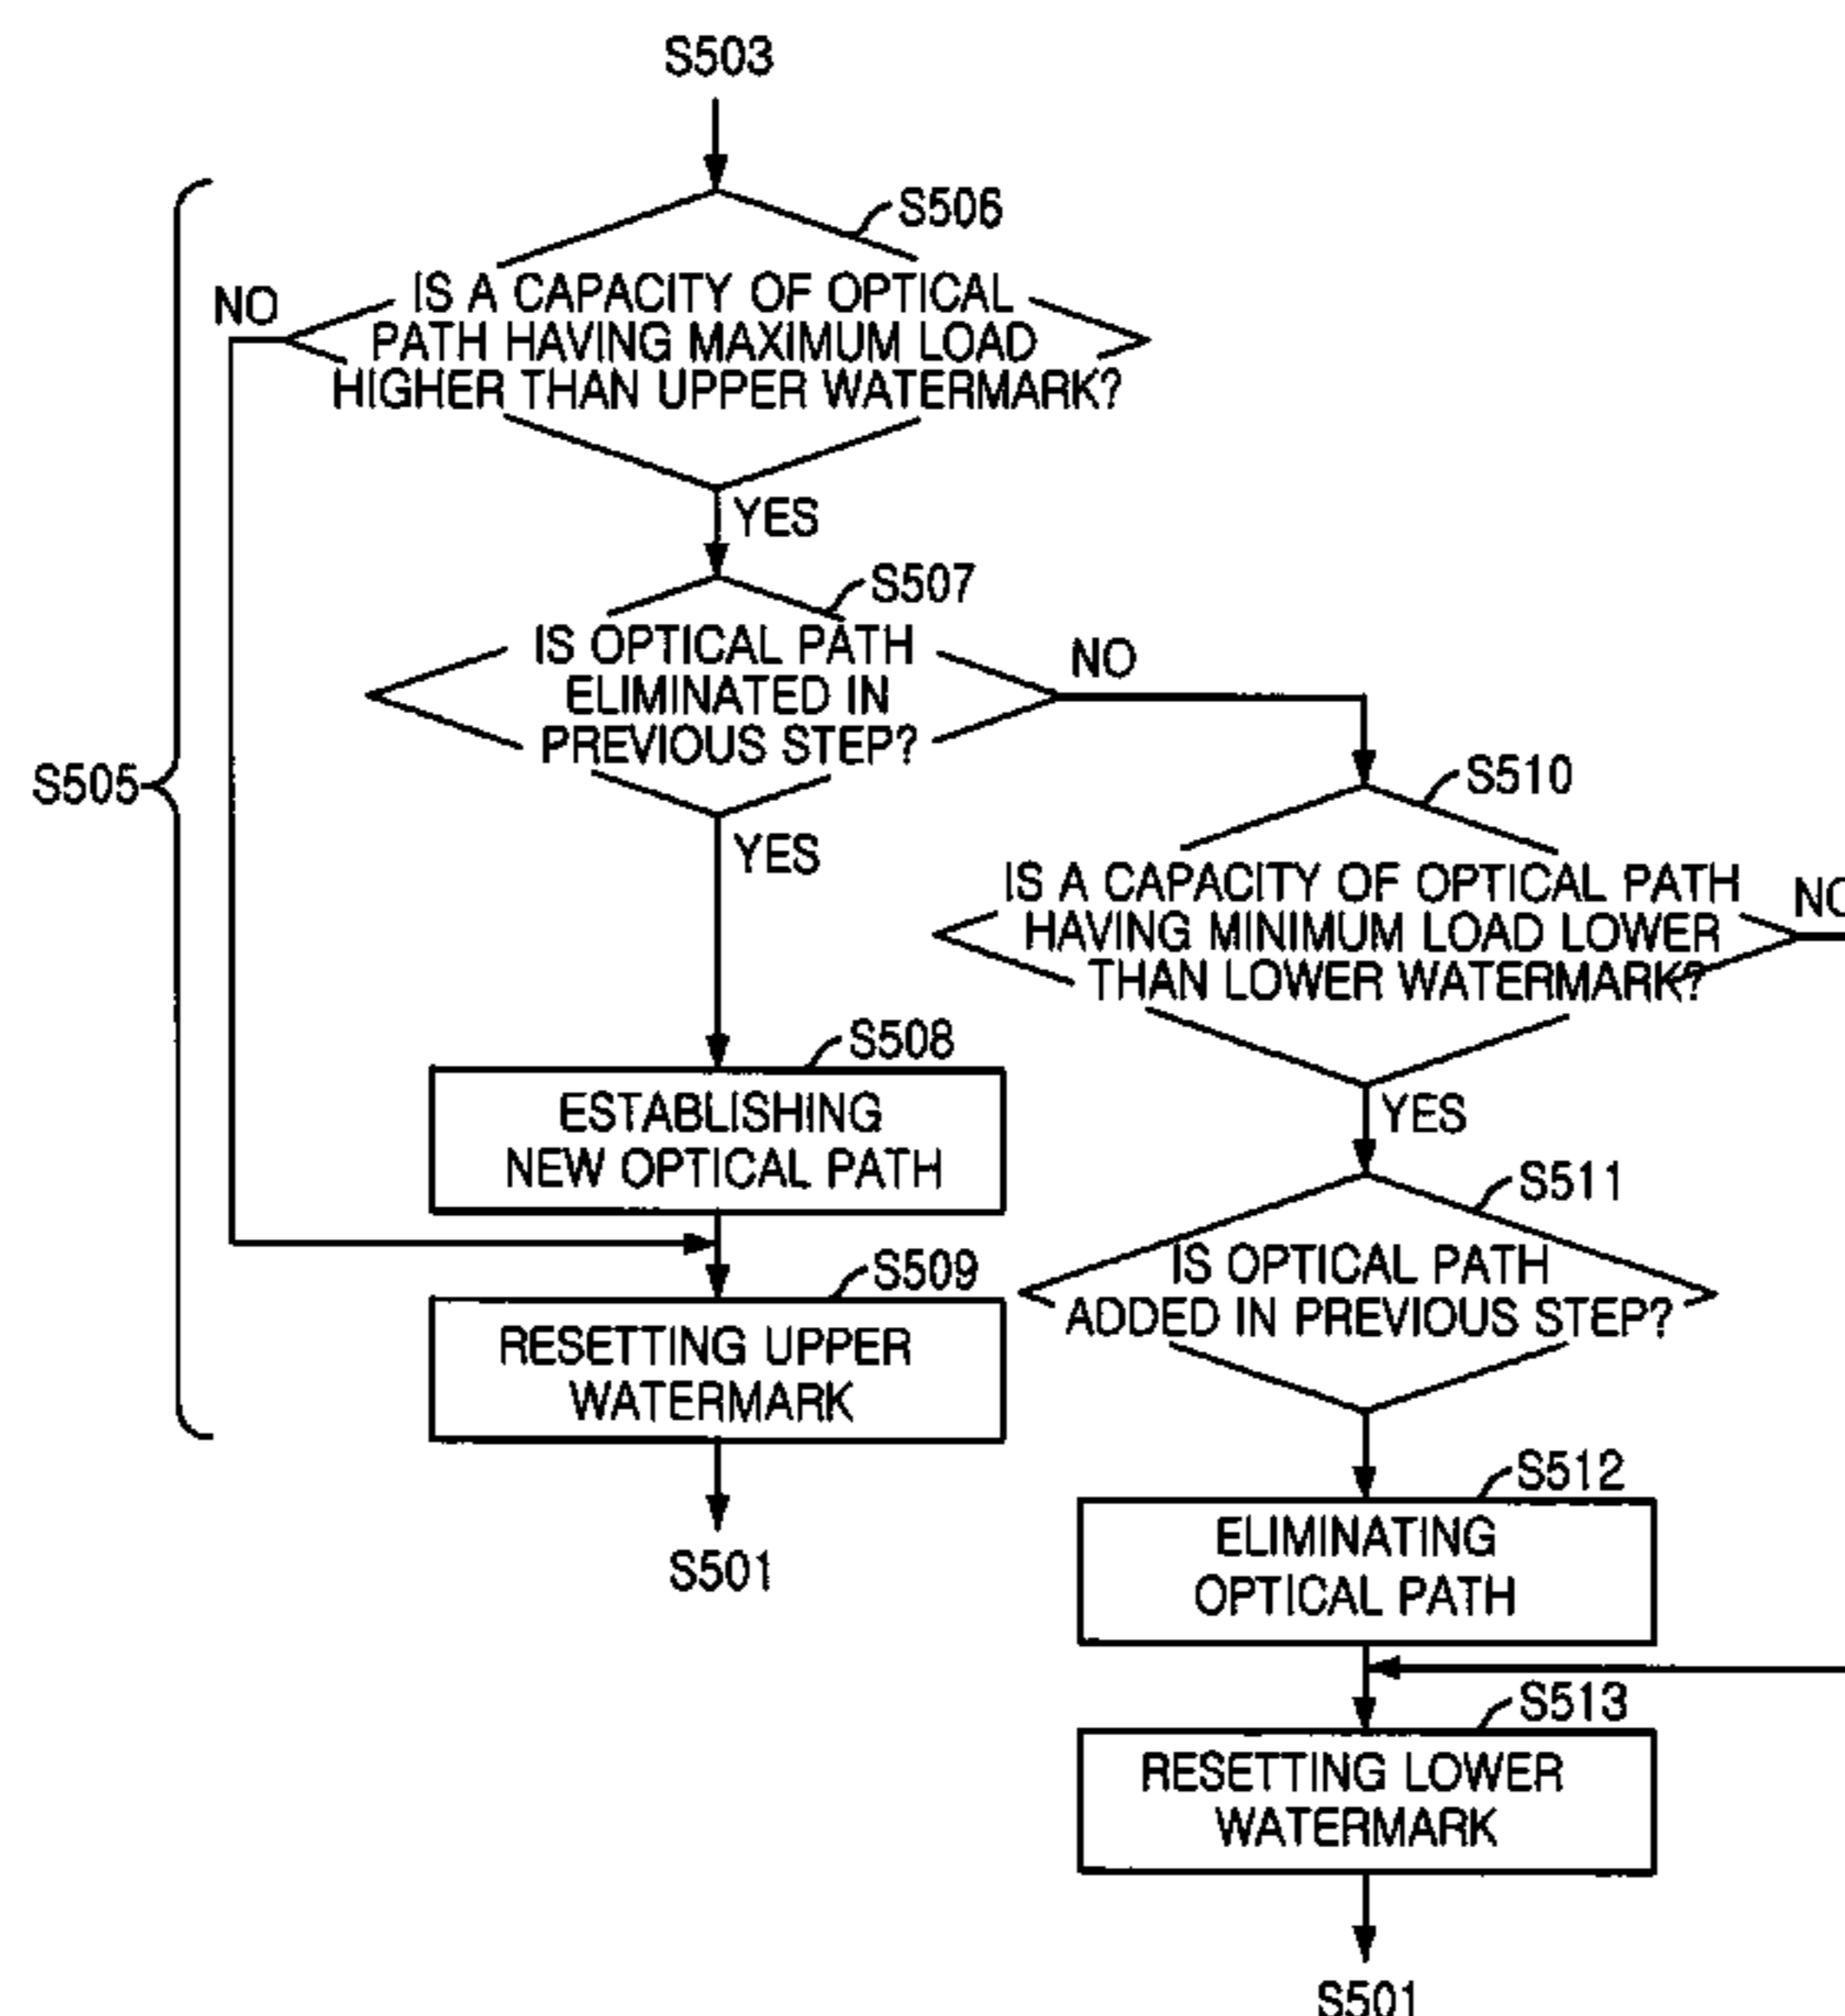 S503
S506
NO
IS A CAPACITY OF OPTICAL
PATH HAVING MAXIMUM LOAD
HIGHER THAN UPPER WATERMARK?
YES
S507
IS OPTICAL PATH
ELIMINATED IN
PREVIOUS STEP?
NO
YES
S505
S510
IS A CAPACITY OF OPTICAL PATH
HAVING MINIMUM LOAD LOWER
THAN LOWER WATERMARK?
NO
YES
S508
ESTABLISHING
NEW OPTICAL PATH
S511
IS OPTICAL PATH
ADDED IN PREVIOUS STEP?
S509
RESETTING UPPER
WATERMARK
S501
S512
ELIMINATING
OPTICAL PATH
S513
RESETTING LOWER
WATERMARK
S501